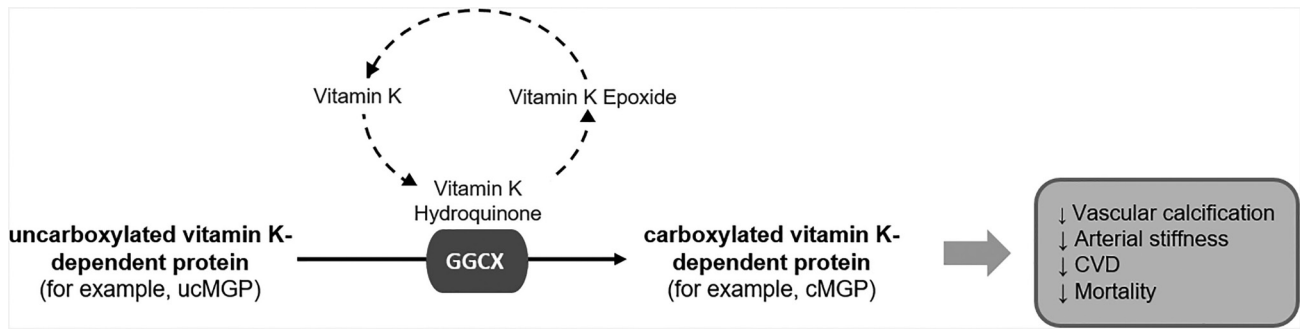 Vitamin K
Vitamin K Epoxide
Vitamin K
Hydroquinone
uncarboxylated vitamin K-
dependent protein
(for example, ucMGP)
GGCX
carboxylated vitamin K-
dependent protein
(for example, cMGP)
↓ Vascular calcification
↓ Arterial stiffness
↓ CVD
↓ Mortality